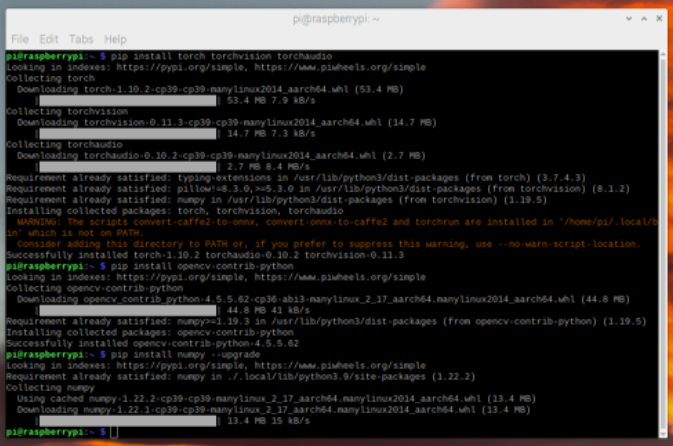 pi@raspberrypi: ~
File Edit Tabs Help
pi@raspberrypi:~ $ pip install torch torchvision torchaudio
Looking in indexes: https://pypi.org/simple, https://www.piwheels.org/simple
Collecting torch
Downloading torch-1.10.2-cp39-cp39-manylinux2014_aarch64.whl (53.4 MB)
| | 53.4 MB 7.9 kB/s
Collecting torchvision
Downloading torchvision-0.11.3-cp39-cp39-manylinux2014_aarch64.whl (14.7 MB)
| | 14.7 MB 7.3 kB/s
Collecting torchaudio
Downloading torchaudio-0.10.2-cp39-cp39-manylinux2014_aarch64.whl (2.7 MB)
| | 2.7 MB 8.4 MB/s
Requirement already satisfied: typing-extensions in /usr/lib/python3/dist-packages (from torch) (3.7.4.3)
Requirement already satisfied: pillow!=8.3.0,>=5.3.0 in /usr/lib/python3/dist-packages (from torchvision) (8.1.2)
Requirement already satisfied: numpy in /usr/lib/python3/dist-packages (from torchvision) (1.19.5)
Installing collected packages: torch, torchvision, torchaudio
WARNING: The scripts convert-caffe2-to-onnx, convert-onnx-to-caffe2 and torchrun are installed in '/home/pi/.local/b
in' which is not on PATH.
Consider adding this directory to PATH or, if you prefer to suppress this warning, use --no-warn-script-location.
Successfully installed torch-1.10.2 torchaudio-0.10.2 torchvision-0.11.3
pi@raspberrypi:~ $ pip install opencv-contrib-python
Looking in indexes: https://pypi.org/simple, https://www.piwheels.org/simple
Collecting opencv-contrib-python
Downloading opencv_contrib_python-4.5.5.62-cp36-abi3-manylinux_2_17_aarch64.manylinux2014_aarch64.whl (44.8 MB)
| | 44.8 MB 41 kB/s
Requirement already satisfied: numpy>=1.19.3 in /usr/lib/python3/dist-packages (from opencv-contrib-python) (1.19.5)
Installing collected packages: opencv-contrib-python
Successfully installed opencv-contrib-python-4.5.5.62
pi@raspberrypi:~ $ pip install numpy --upgrade
Looking in indexes: https://pypi.org/simple, https://www.piwheels.org/simple
Requirement already satisfied: numpy in ./.local/lib/python3.9/site-packages (1.22.2)
Collecting numpy
Using cached numpy-1.22.2-cp39-cp39-manylinux_2_17_aarch64.manylinux2014_aarch64.whl (13.4 MB)
Downloading numpy-1.22.1-cp39-cp39-manylinux_2_17_aarch64.manylinux2014_aarch64.whl (13.4 MB)
| | 13.4 MB 15 kB/s
pi@raspberrypi:~ $